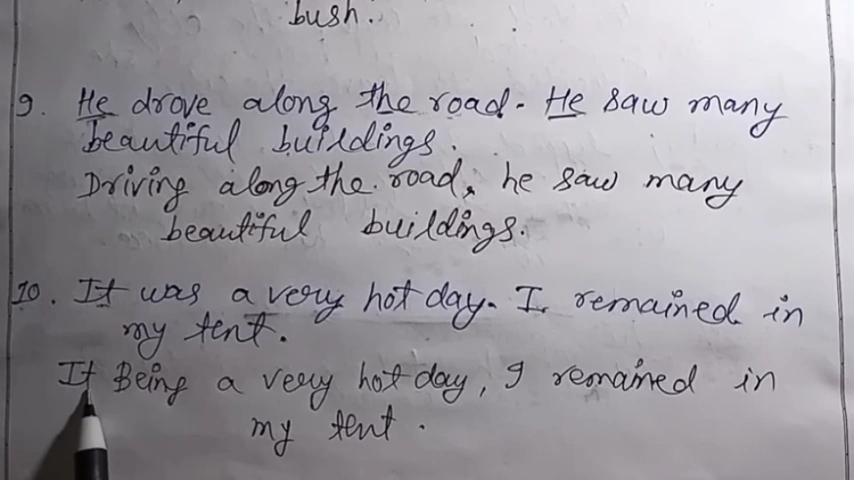 bush.
9. He drove along the road. He saw many
beautiful buildings.
Driving along the road, he saw many
beautiful buildings.
10. It was a very hot day. I remained in
my tent.
It Being a very hot day, I remained in
my tent.